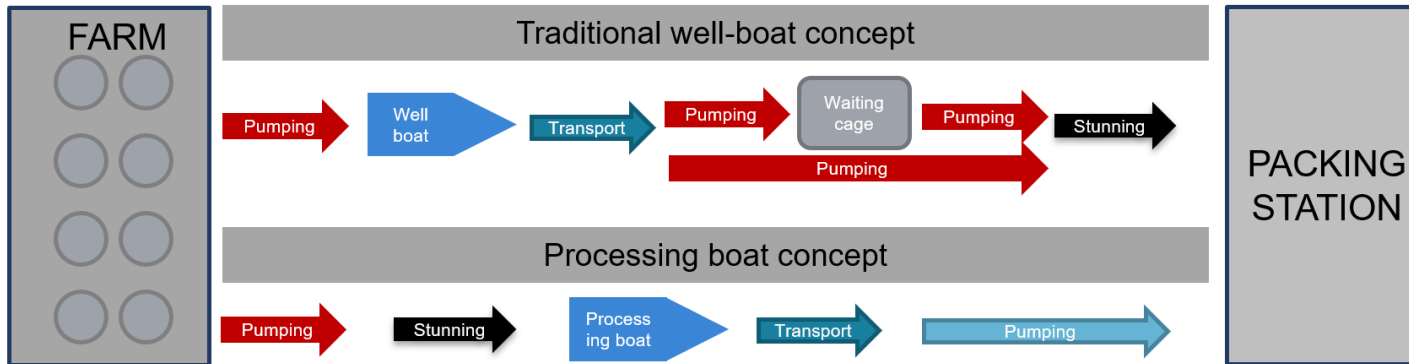 FARM
Traditional well-boat concept
Pumping
Well
boat
Transport
Pumping
Waiting
cage
Pumping
Stunning
Pumping
PACKING
STATION
Processing boat concept
Pumping
Stunning
Process
ing boat
Transport
Pumping